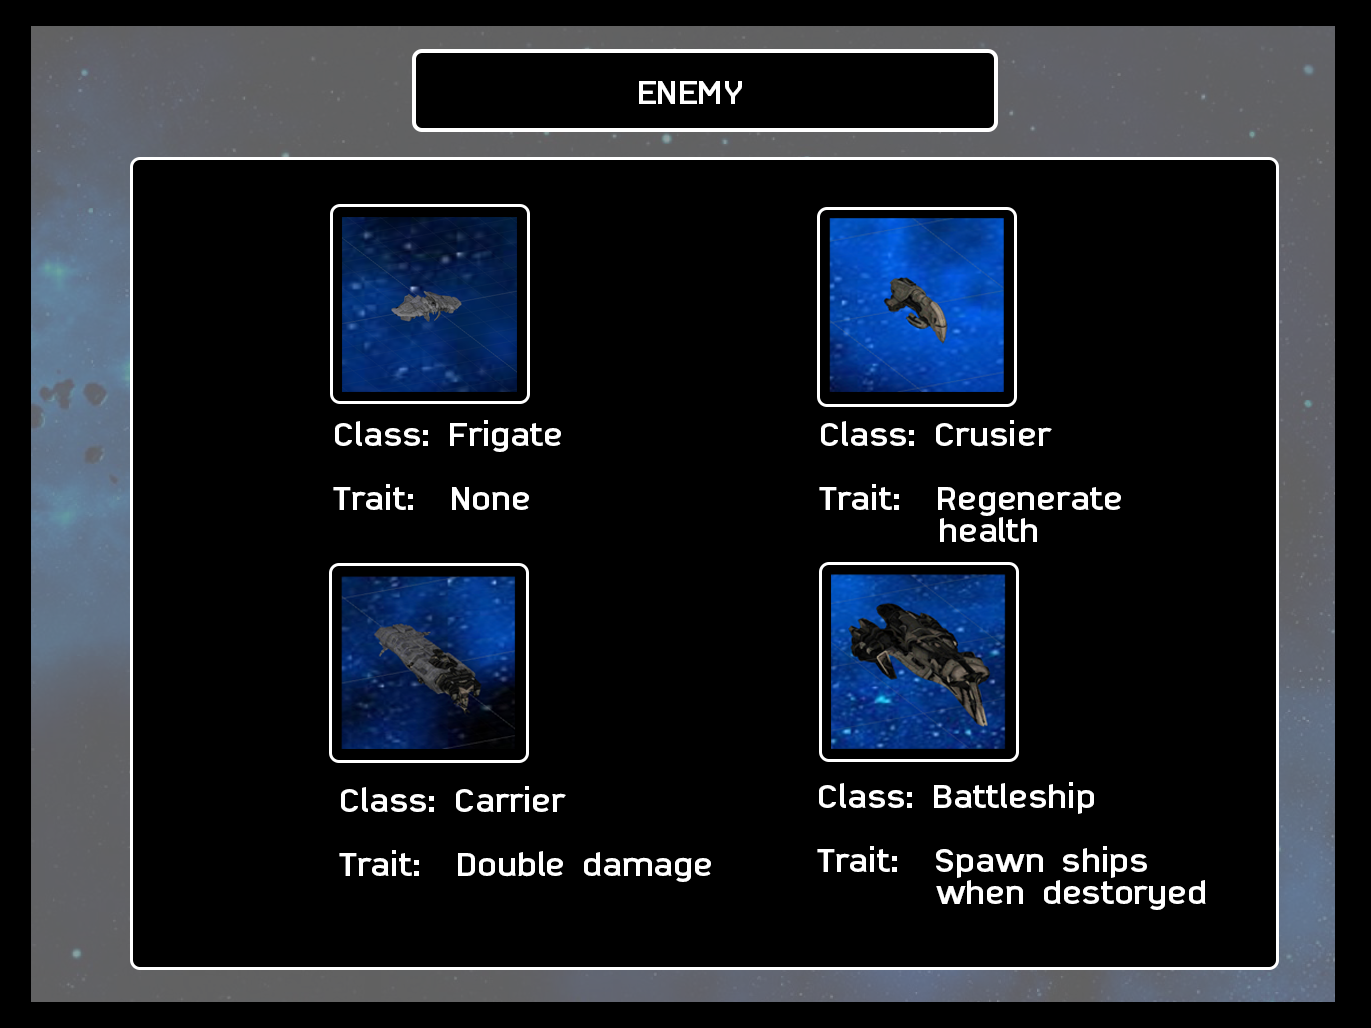 ENEMY
Class: Frigate
Trait: None
Class: Crusier
Trait: Regenerate
health
Class: Carrier
Trait: Double damage
Class: Battleship
Trait: Spawn ships
when destoryed